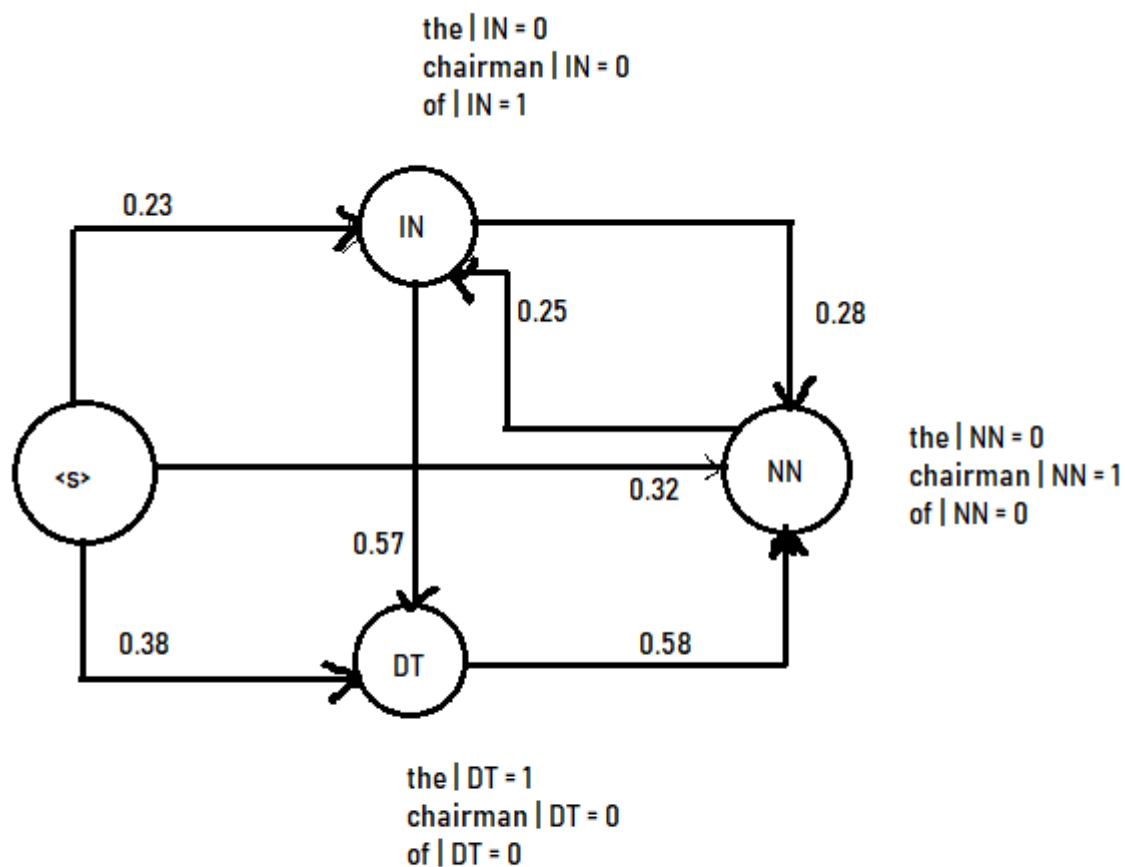 the | IN = 0
chairman | IN = 0
of | IN = 1
0.23
IN
0.25
0.28
<s>
0.32
NN
the | NN = 0
chairman | NN = 1
of | NN = 0
0.57
0.38
DT
0.58
the | DT = 1
chairman | DT = 0
of | DT = 0